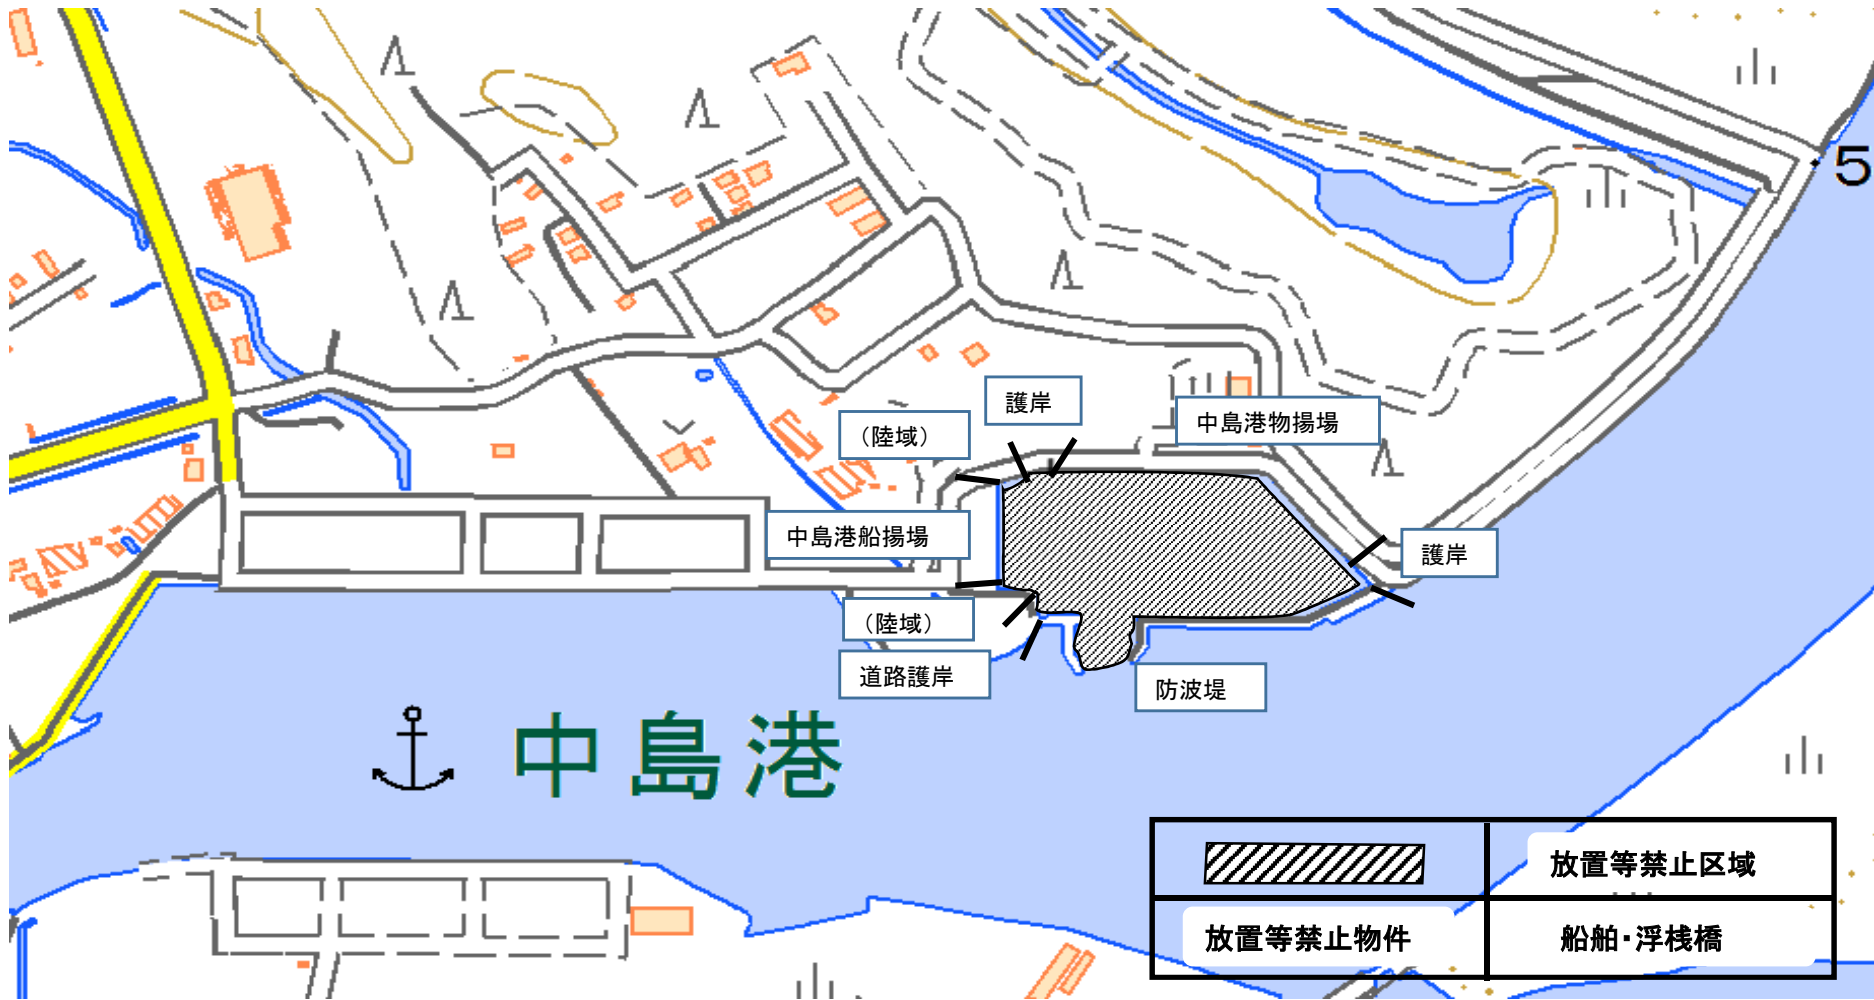 5
護岸
(陸域)
中島港物揚場
中島港船揚場
護岸
(陸域)
道路護岸
防波堤
中島港
放置等禁止区域
放置等禁止物件
船舶・浮桟橋